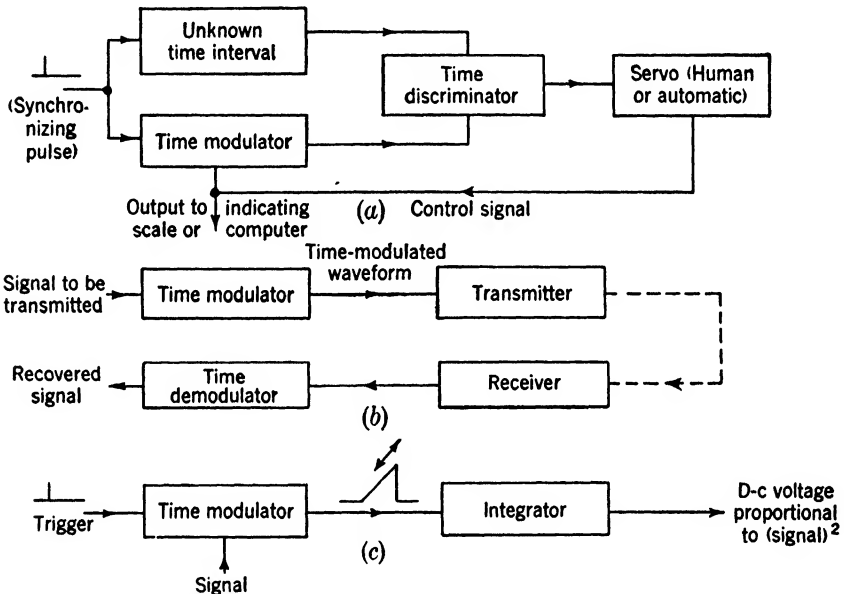 Unknown
time interval
(Synchro-
nizing
pulse)
Time modulator
Time
discriminator
Servo (Human
or automatic)
Output to
scale or
indicating
computer
(a)
Control signal
Signal to be
transmitted
Time modulator
Time-modulated
waveform
Transmitter
Recovered
signal
Time
demodulator
Receiver
(b)
Trigger
Time modulator
Signal
(c)
Integrator
D-c voltage
proportional
to (signal)²